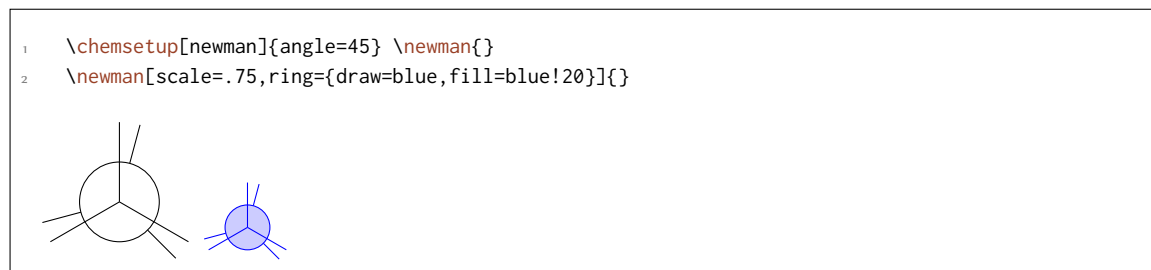 1 \chemsetup[newman]{angle=45} \newman{}
2 \newman[scale=.75,ring={draw=blue,fill=blue!20}]{}